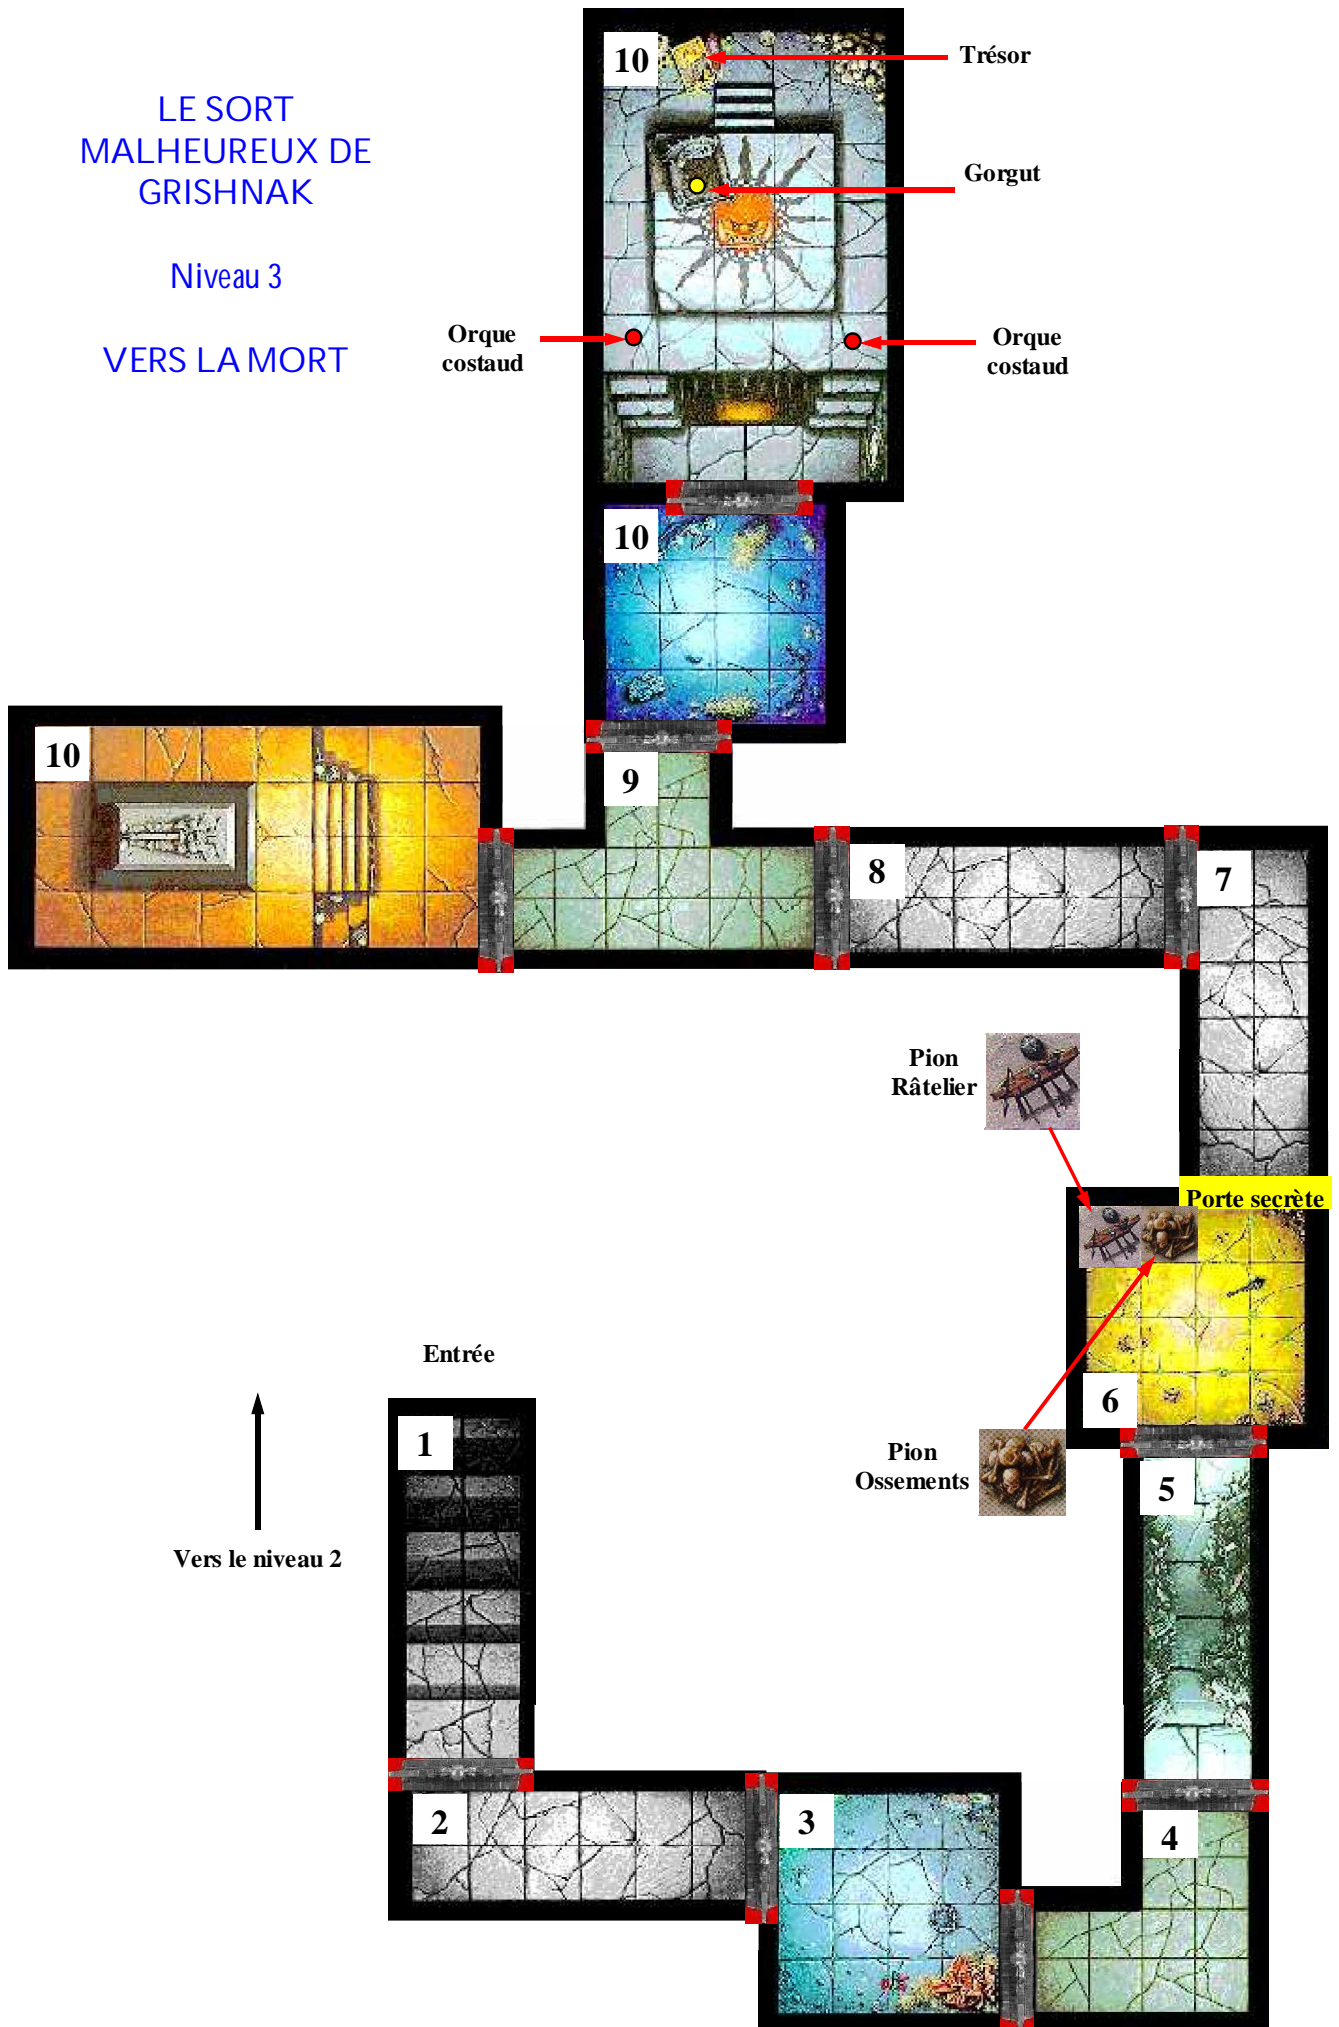 LE SORT
MALHEUREUX DE
GRISHNAK
Niveau 3
VERS LA MORT
10
Trésor
Gorgut
Orque
costaud
Orque
costaud
10
10
9
8
7
Pion
Râtelier
Porte secrète
6
Pion
Ossements
5
Entrée
1
Vers le niveau 2
2
3
4